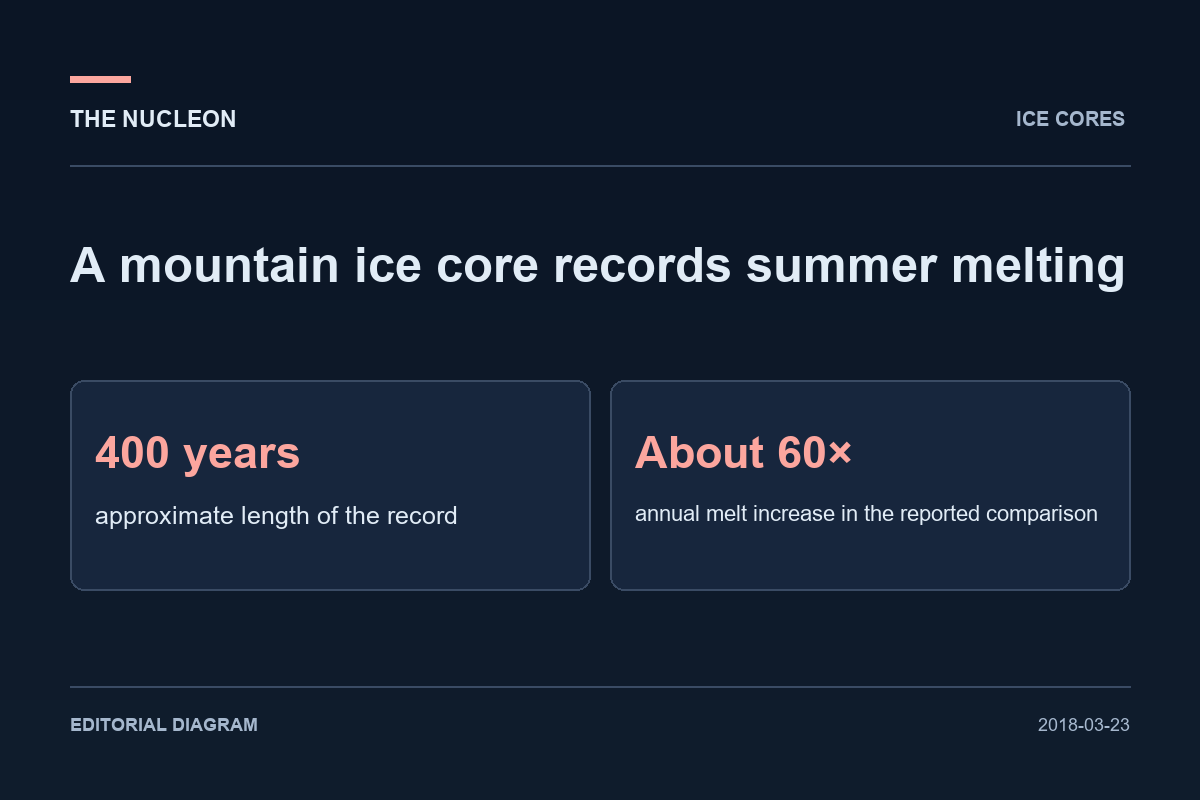 THE NUCLEON
ICE CORES
A mountain ice core records summer melting
400 years
approximate length of the record
About 60×
annual melt increase in the reported comparison
EDITORIAL DIAGRAM
2018-03-23